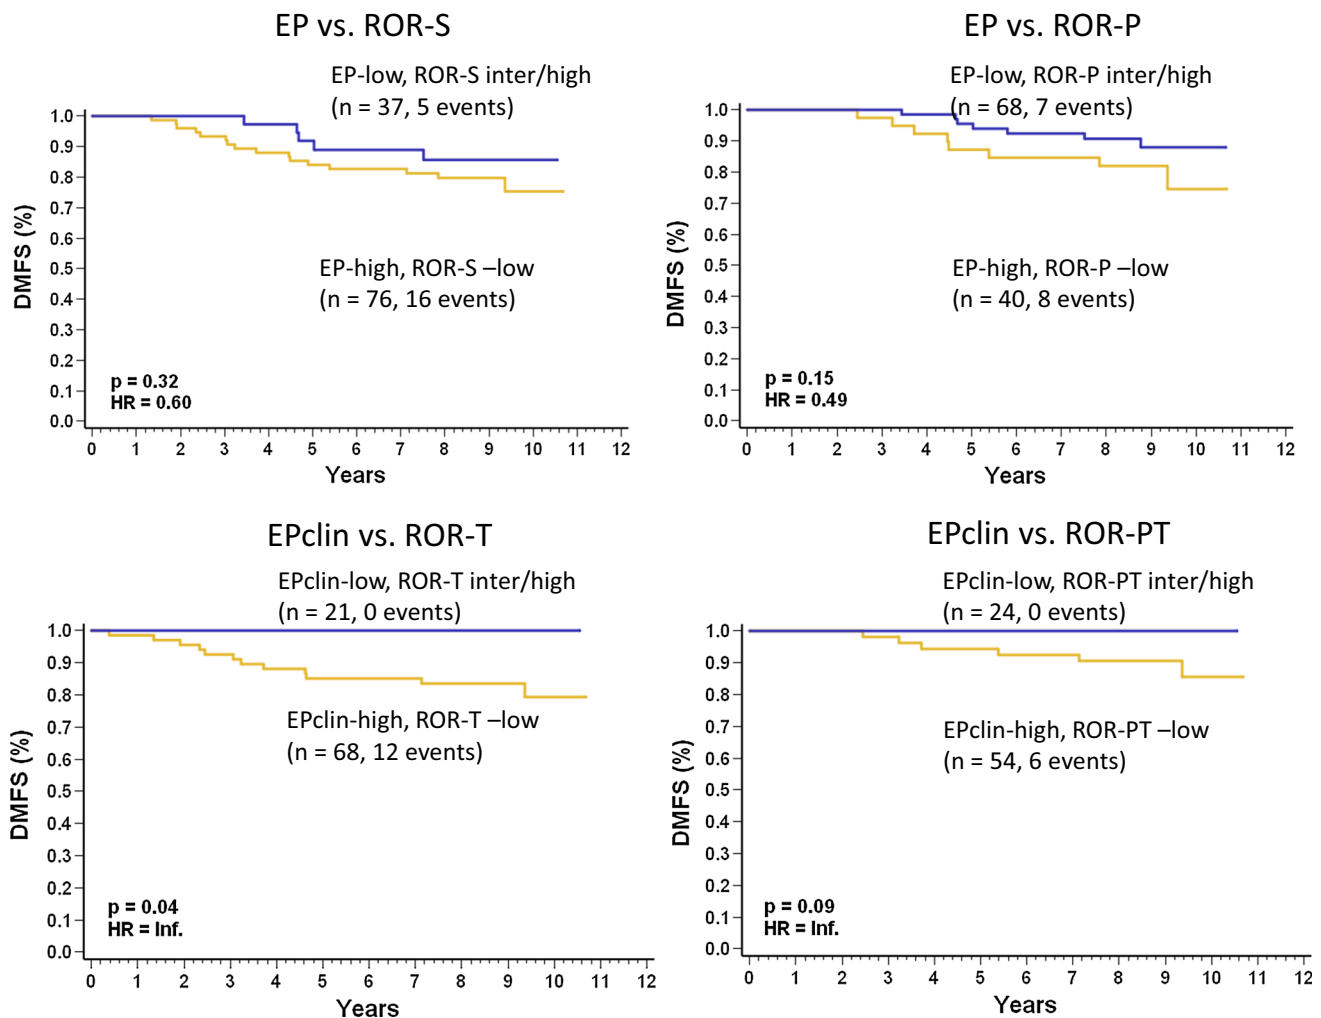 EP vs. ROR-S
EP-low, ROR-S inter/high
(n = 37, 5 events)
1.0
0.9
0.8
0.7
0.6
0.5
0.4
0.3
0.2
0.1
0.0
DMFS (%)
EP-high, ROR-S –low
(n = 76, 16 events)
p = 0.32
HR = 0.60
0 1 2 3 4 5 6 7 8 9 10 11 12
Years
EP vs. ROR-P
EP-low, ROR-P inter/high
(n = 68, 7 events)
1.0
0.9
0.8
0.7
0.6
0.5
0.4
0.3
0.2
0.1
0.0
DMFS (%)
EP-high, ROR-P –low
(n = 40, 8 events)
p = 0.15
HR = 0.49
0 1 2 3 4 5 6 7 8 9 10 11 12
Years
EPclin vs. ROR-T
EPclin-low, ROR-T inter/high
(n = 21, 0 events)
1.0
0.9
0.8
0.7
0.6
0.5
0.4
0.3
0.2
0.1
0.0
DMFS (%)
EPclin-high, ROR-T –low
(n = 68, 12 events)
p = 0.04
HR = Inf.
0 1 2 3 4 5 6 7 8 9 10 11 12
Years
EPclin vs. ROR-PT
EPclin-low, ROR-PT inter/high
(n = 24, 0 events)
1.0
0.9
0.8
0.7
0.6
0.5
0.4
0.3
0.2
0.1
0.0
DMFS (%)
EPclin-high, ROR-PT –low
(n = 54, 6 events)
p = 0.09
HR = Inf.
0 1 2 3 4 5 6 7 8 9 10 11 12
Years